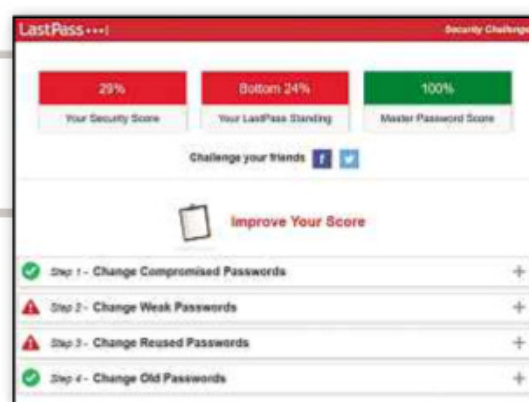 LastPass •••|
Security Challenge
29%
Your Security Score
Bottom 24%
Your LastPass Standing
100%
Master Password Score
Challenge your friends f
Improve Your Score
Step 1 - Change Compromised Passwords
Step 2 - Change Weak Passwords
Step 3 - Change Reused Passwords
Step 4 - Change Old Passwords